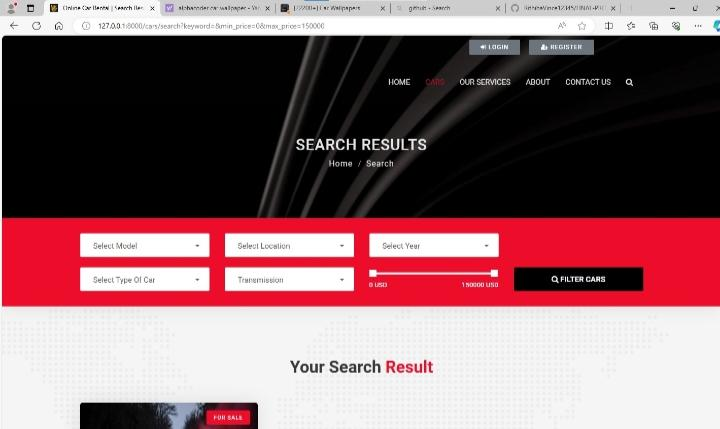 Online Car Rental | Search Res
alphacoder car wallpaper - Ya
[22200+] Car Wallpapers
github - Search
127.0.0.1:8000/cars/search?keyword=&min_price=0&max_price=150000
LOGIN
REGISTER
HOME
CARS
OUR SERVICES
ABOUT
CONTACT US
SEARCH RESULTS
Home / Search
Select Model
Select Location
Select Year
Select Type Of Car
Transmission
0 USD
150000 USD
FILTER CARS
Your Search Result
FOR SALE